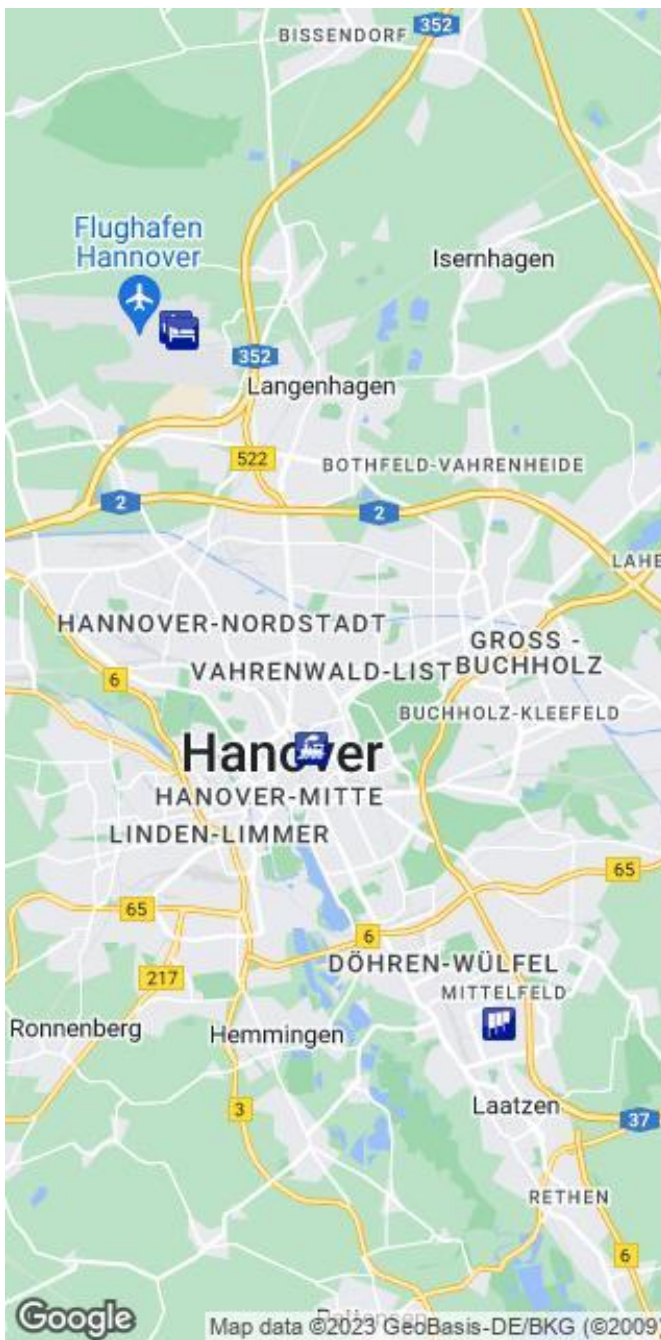 BISSENDORF
352
Flughafen
Hannover
Isernhagen
352
Langenhagen
522
BOTHFELD-VAHRENHEIDE
2
2
LAHE
HANNOVER-NORDSTADT
GROSS -
BUCHHOLZ
VAHRENWALD-LIST
6
BUCHHOLZ-KLEEFELD
Hanover
HANOVER-MITTE
LINDEN-LIMMER
65
65
6
DÖHREN-WÜLFEL
217
MITTELFELD
Ronnenberg
Hemmingen
3
Laatzen
37
RETHEN
6
Google
Map data ©2023 GeoBasis-DE/BKG (©2009)